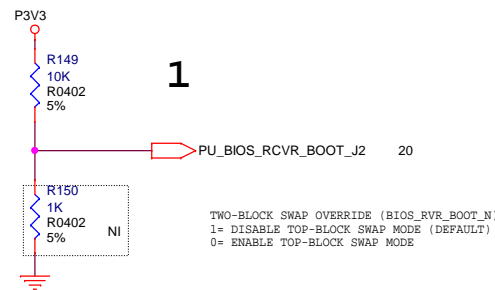 P3V3
R149
10K
R0402
5%
1
PU_BIOS_RCVR_BOOT_J2 20
R150
1K
R0402
5%
NI
TWO-BLOCK SWAP OVERRIDE (BIOS_RVR_BOOT_N)
1= DISABLE TOP-BLOCK SWAP MODE (DEFAULT)
0= ENABLE TOP-BLOCK SWAP MODE